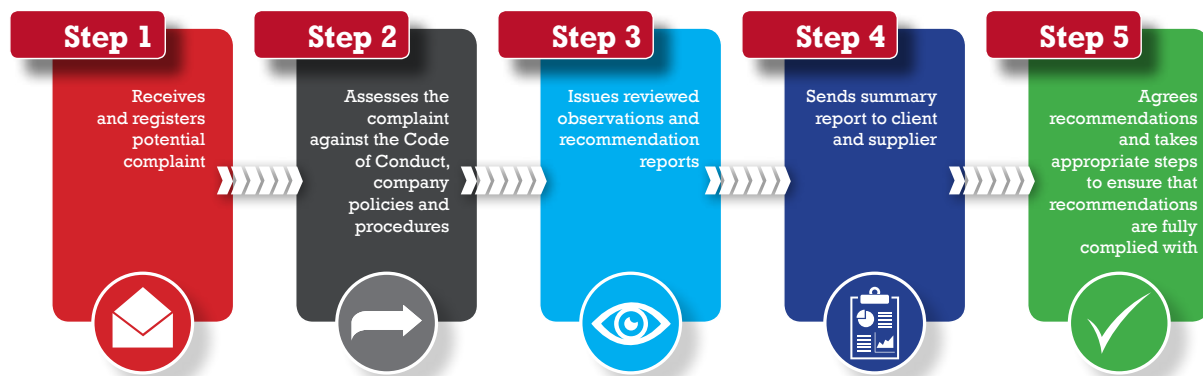 Step 1
Receives
and registers
potential
complaint
Step 2
Assesses the
complaint
against the Code
of Conduct,
company
policies and
procedures
Step 3
Issues reviewed
observations and
recommendation
reports
Step 4
Sends summary
report to client
and supplier
Step 5
Agrees
recommendations
and takes
appropriate steps
to ensure that
recommendations
are fully
complied with